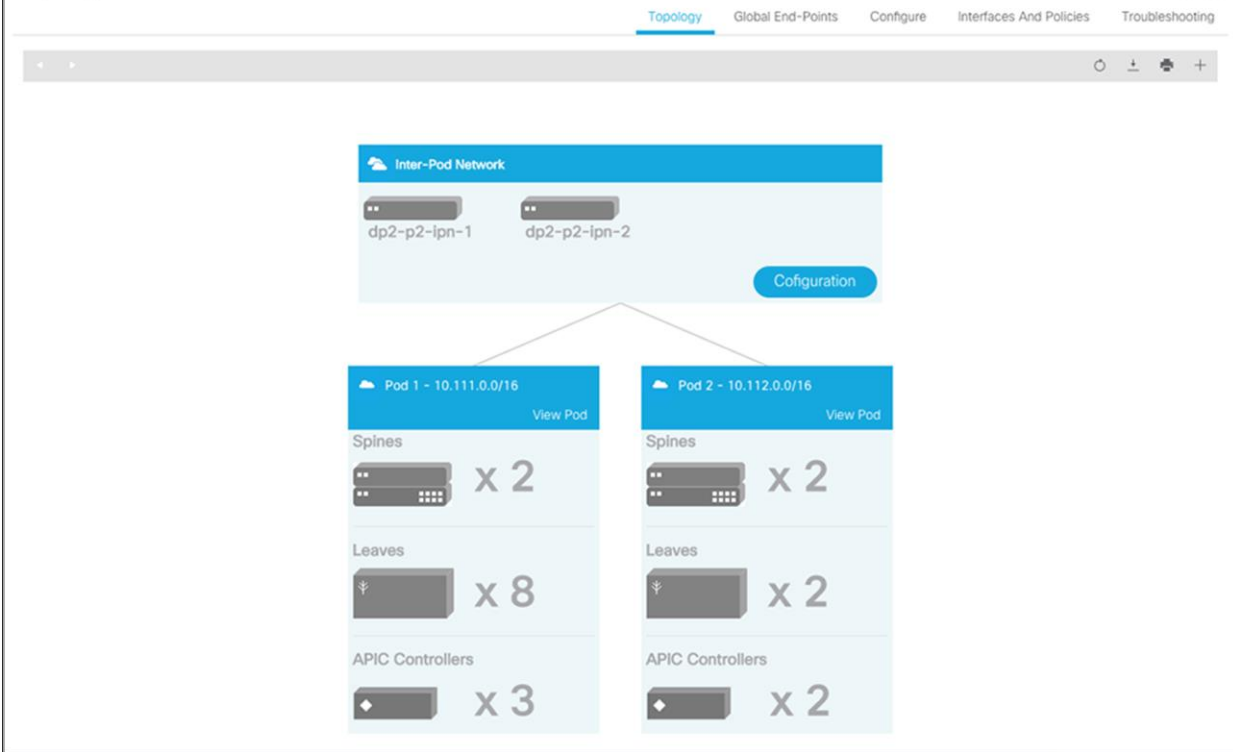 Topology Global End-Points Configure Interfaces And Policies Troubleshooting
Inter-Pod Network
dp2-p2-ipn-1 dp2-p2-ipn-2
Cofiguration
Pod 1 - 10.111.0.0/16
View Pod
Spines
x 2
Leaves
x 8
APIC Controllers
x 3
Pod 2 - 10.112.0.0/16
View Pod
Spines
x 2
Leaves
x 2
APIC Controllers
x 2